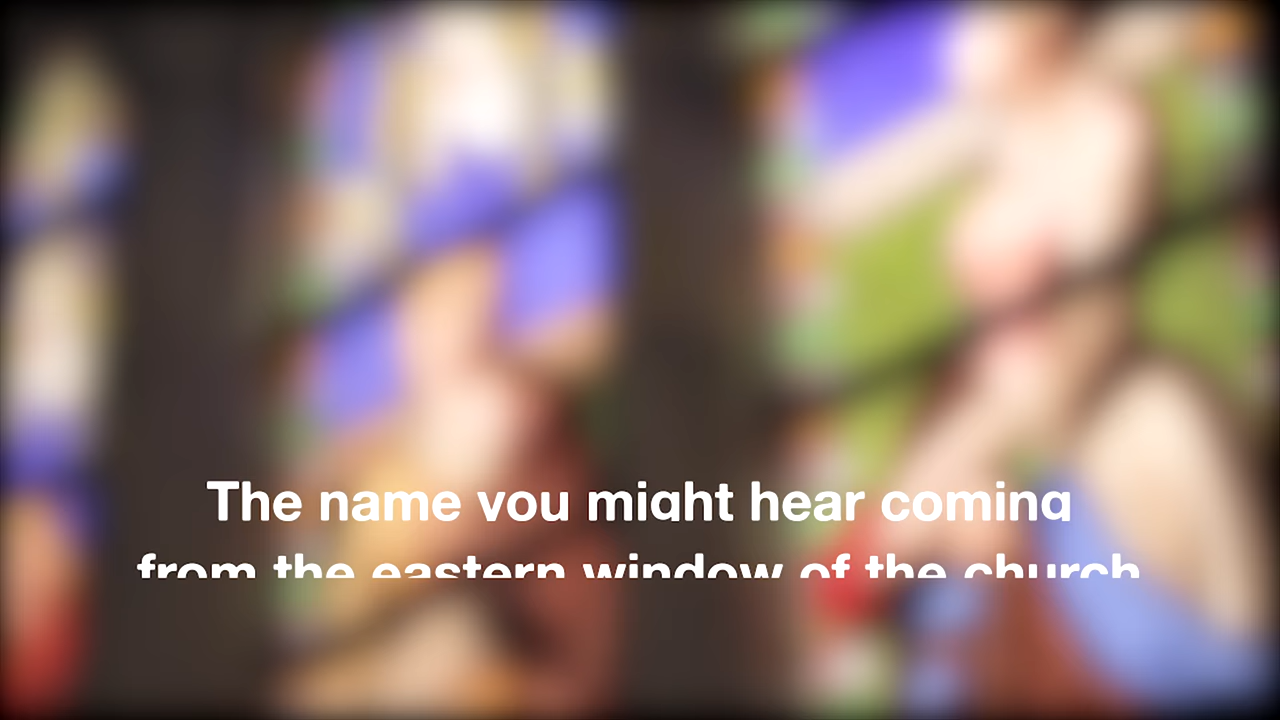 The name you might hear coming
from the eastern window of the church